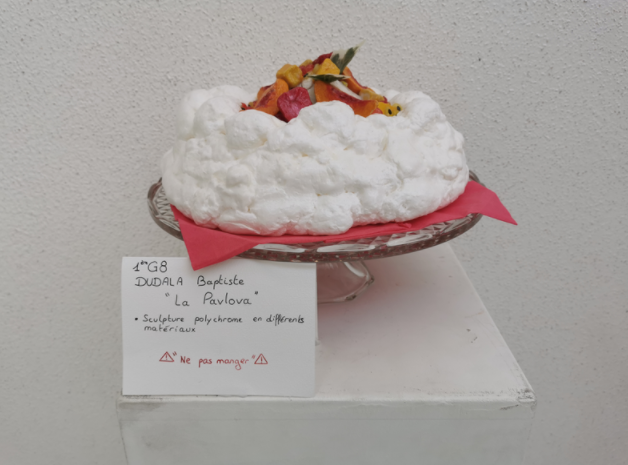 1ère G8
DUDALA Baptiste
"La Pavlova"
• Sculpture polychrome en différents
matériaux
⚠"Ne pas manger"⚠